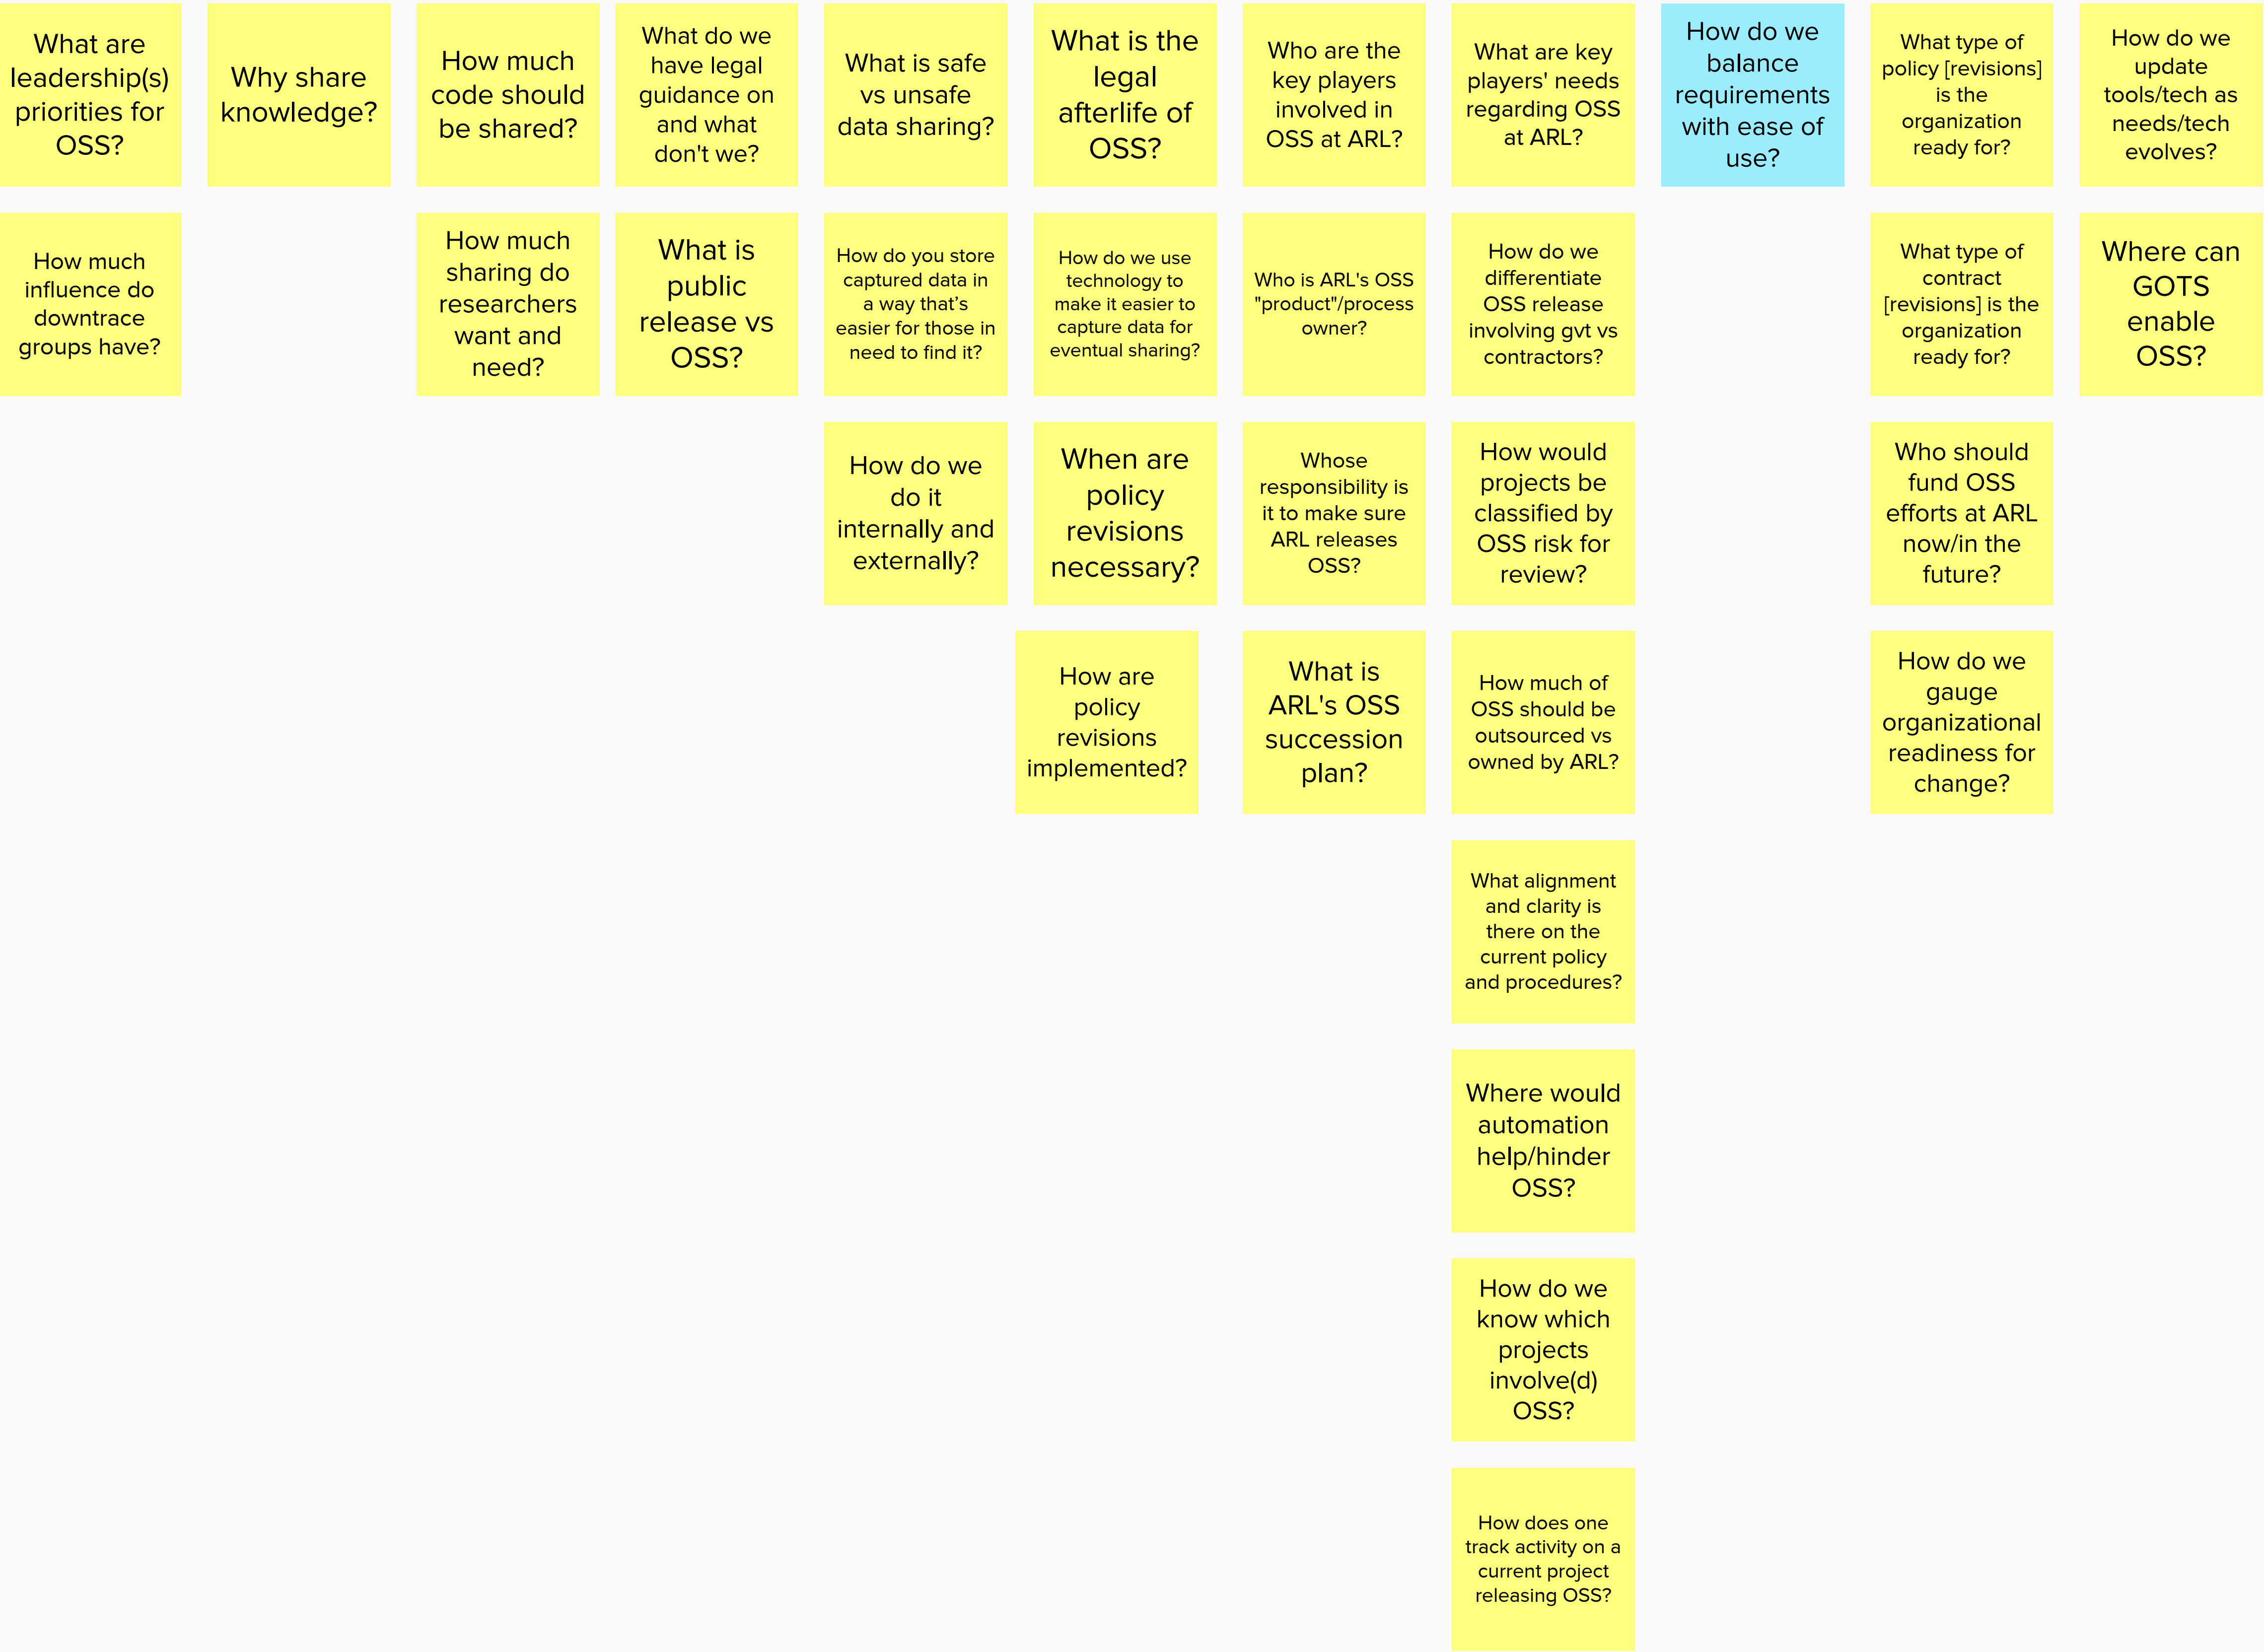 What are
leadership(s)
priorities for
OSS?
Why share
knowledge?
How much
code should
be shared?
What do we
have legal
guidance on
and what
don't we?
What is safe
vs unsafe
data sharing?
What is the
legal
afterlife of
OSS?
Who are the
key players
involved in
OSS at ARL?
What are key
players' needs
regarding OSS
at ARL?
How do we
balance
requirements
with ease of
use?
What type of
policy [revisions]
is the
organization
ready for?
How do we
update
tools/tech as
needs/tech
evolves?
How much
influence do
downtrace
groups have?
How much
sharing do
researchers
want and
need?
What is
public
release vs
OSS?
How do you store
captured data in
a way that’s
easier for those in
need to find it?
How do we use
technology to
make it easier to
capture data for
eventual sharing?
Who is ARL's OSS
"product"/process
owner?
How do we
differentiate
OSS release
involving gvt vs
contractors?
What type of
contract
[revisions] is the
organization
ready for?
Where can
GOTS
enable
OSS?
How do we
do it
internally and
externally?
When are
policy
revisions
necessary?
Whose
responsibility is
it to make sure
ARL releases
OSS?
How would
projects be
classified by
OSS risk for
review?
Who should
fund OSS
efforts at ARL
now/in the
future?
How are
policy
revisions
implemented?
What is
ARL's OSS
succession
plan?
How much of
OSS should be
outsourced vs
owned by ARL?
How do we
gauge
organizational
readiness for
change?
What alignment
and clarity is
there on the
current policy
and procedures?
Where would
automation
help/hinder
OSS?
How do we
know which
projects
involve(d)
OSS?
How does one
track activity on a
current project
releasing OSS?